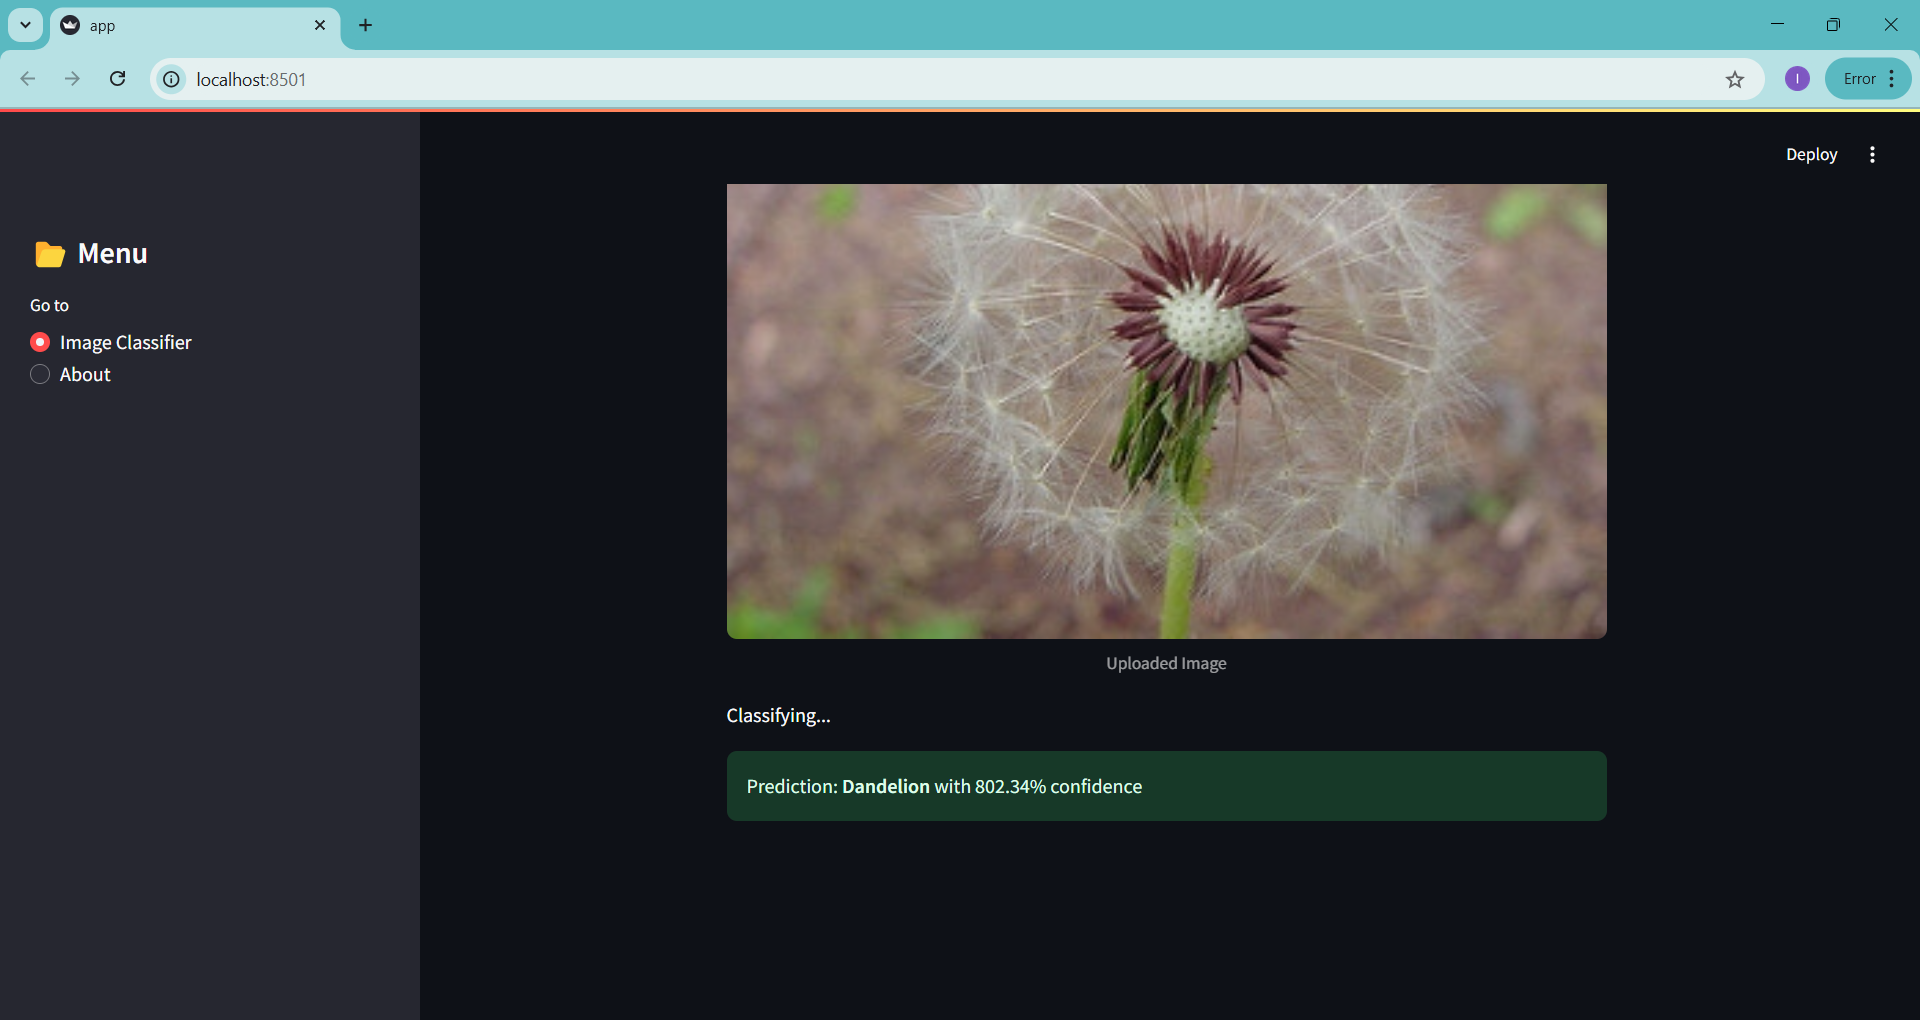 app
localhost:8501
I
Error
Deploy
Menu
Go to
Image Classifier
About
Uploaded Image
Classifying...
Prediction: Dandelion with 802.34% confidence